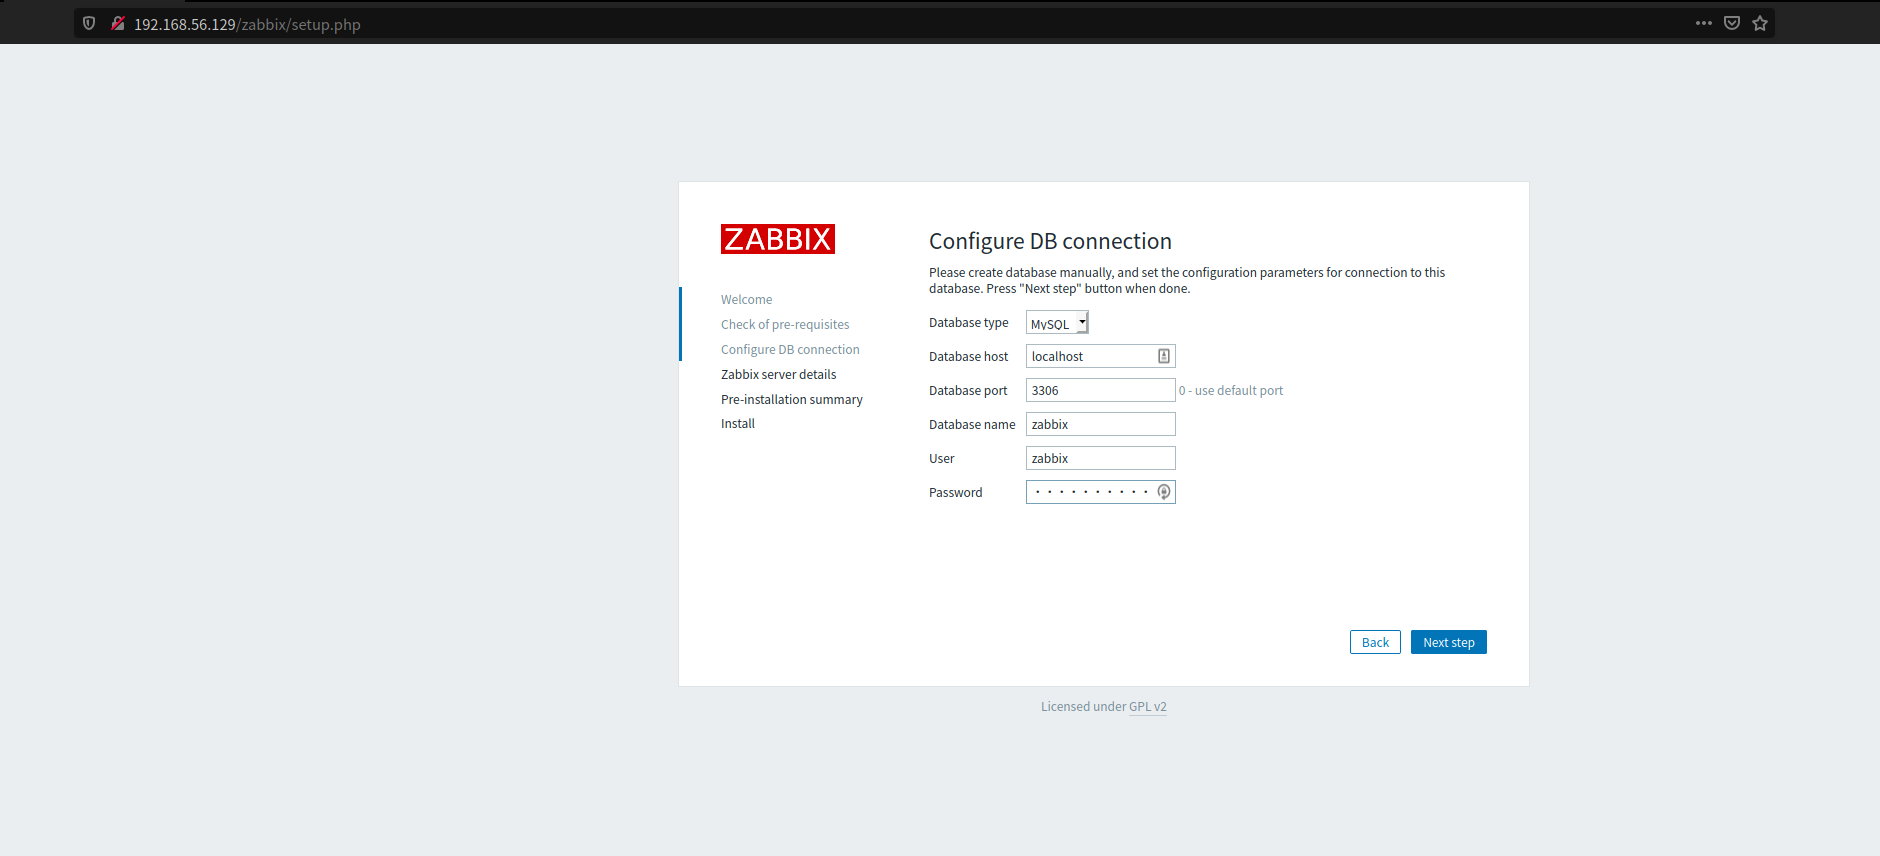 192.168.56.129/zabbix/setup.php
ZABBIX
Welcome
Check of pre-requisites
Configure DB connection
Zabbix server details
Pre-installation summary
Install
Configure DB connection
Please create database manually, and set the configuration parameters for connection to this
database. Press "Next step" button when done.
Database type MySQL
Database host localhost
Database port 3306 0 - use default port
Database name zabbix
User zabbix
Password ··········
Back Next step
Licensed under GPL v2